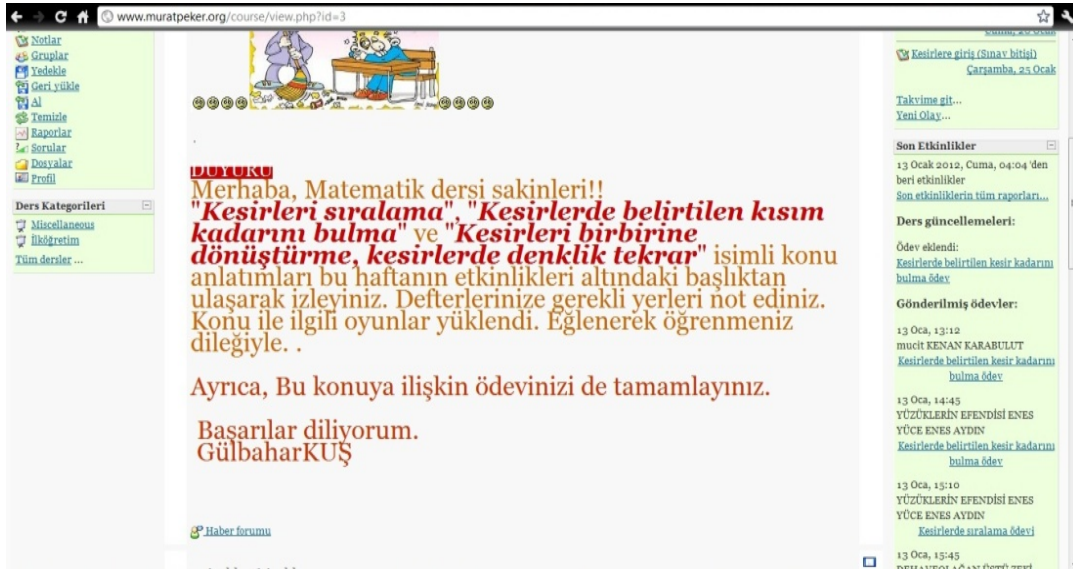 www.muratpeker.org/course/view.php?id=3
Notlar
Gruplar
Yedekle
Geri yükle
Al
Temizle
Raporlar
Sorular
Dosyalar
Profil
Ders Kategorileri
Miscellaneous
İlköğretim
Tüm dersler ...
DUYURU
Merhaba, Matematik dersi sakinleri!!
"Kesirleri sıralama", "Kesirlerde belirtilen kısım
kadarını bulma" ve "Kesirleri birbirine
dönüştürme, kesirlerde denklik tekrar" isimli konu
anlatımları bu haftanın etkinlikleri altındaki başlıktan
ulaşarak izleyiniz. Defterlerinize gerekli yerleri not ediniz.
Konu ile ilgili oyunlar yüklendi. Eğlenerek öğrenmeniz
dileğiyle. .
Ayrıca, Bu konuya ilişkin ödevinizi de tamamlayınız.
Başarılar diliyorum.
GülbaharKUŞ
Haber forumu
Cuma, 20 Ocak
Kesirlere giriş (Sınav bitişi)
Çarşamba, 25 Ocak
Takvime git...
Yeni Olay...
Son Etkinlikler
13 Ocak 2012, Cuma, 04:04 'den
beri etkinlikler
Son etkinliklerin tüm raporları...
Ders güncellemeleri:
Ödev eklendi:
Kesirlerde belirtilen kesir kadarını
bulma ödev
Gönderilmiş ödevler:
13 Oca, 13:12
mucit KENAN KARABULUT
Kesirlerde belirtilen kesir kadarını
bulma ödev
13 Oca, 14:45
YÜZÜKLERİN EFENDİSİ ENES
YÜCE ENES AYDIN
Kesirlerde belirtilen kesir kadarını
bulma ödev
13 Oca, 15:10
YÜZÜKLERİN EFENDİSİ ENES
YÜCE ENES AYDIN
Kesirlerde sıralama ödevi
13 Oca, 15:45